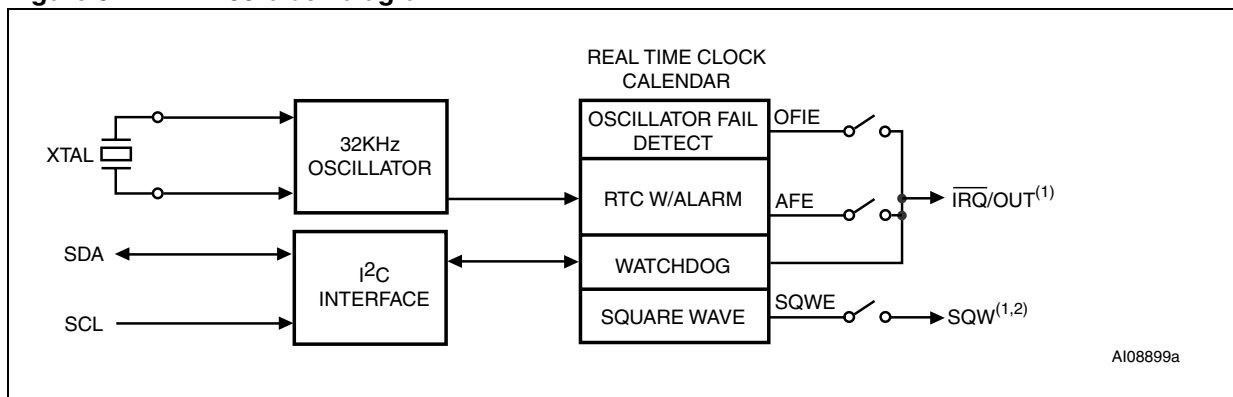 REAL TIME CLOCK
CALENDAR
XTAL
32KHz
OSCILLATOR
OSCILLATOR FAIL
DETECT
OFIE
RTC W/ALARM
AFE
IRQ/OUT(1)
SDA
SCL
I2C
INTERFACE
WATCHDOG
SQUARE WAVE
SQWE
SQW(1,2)
AI08899a